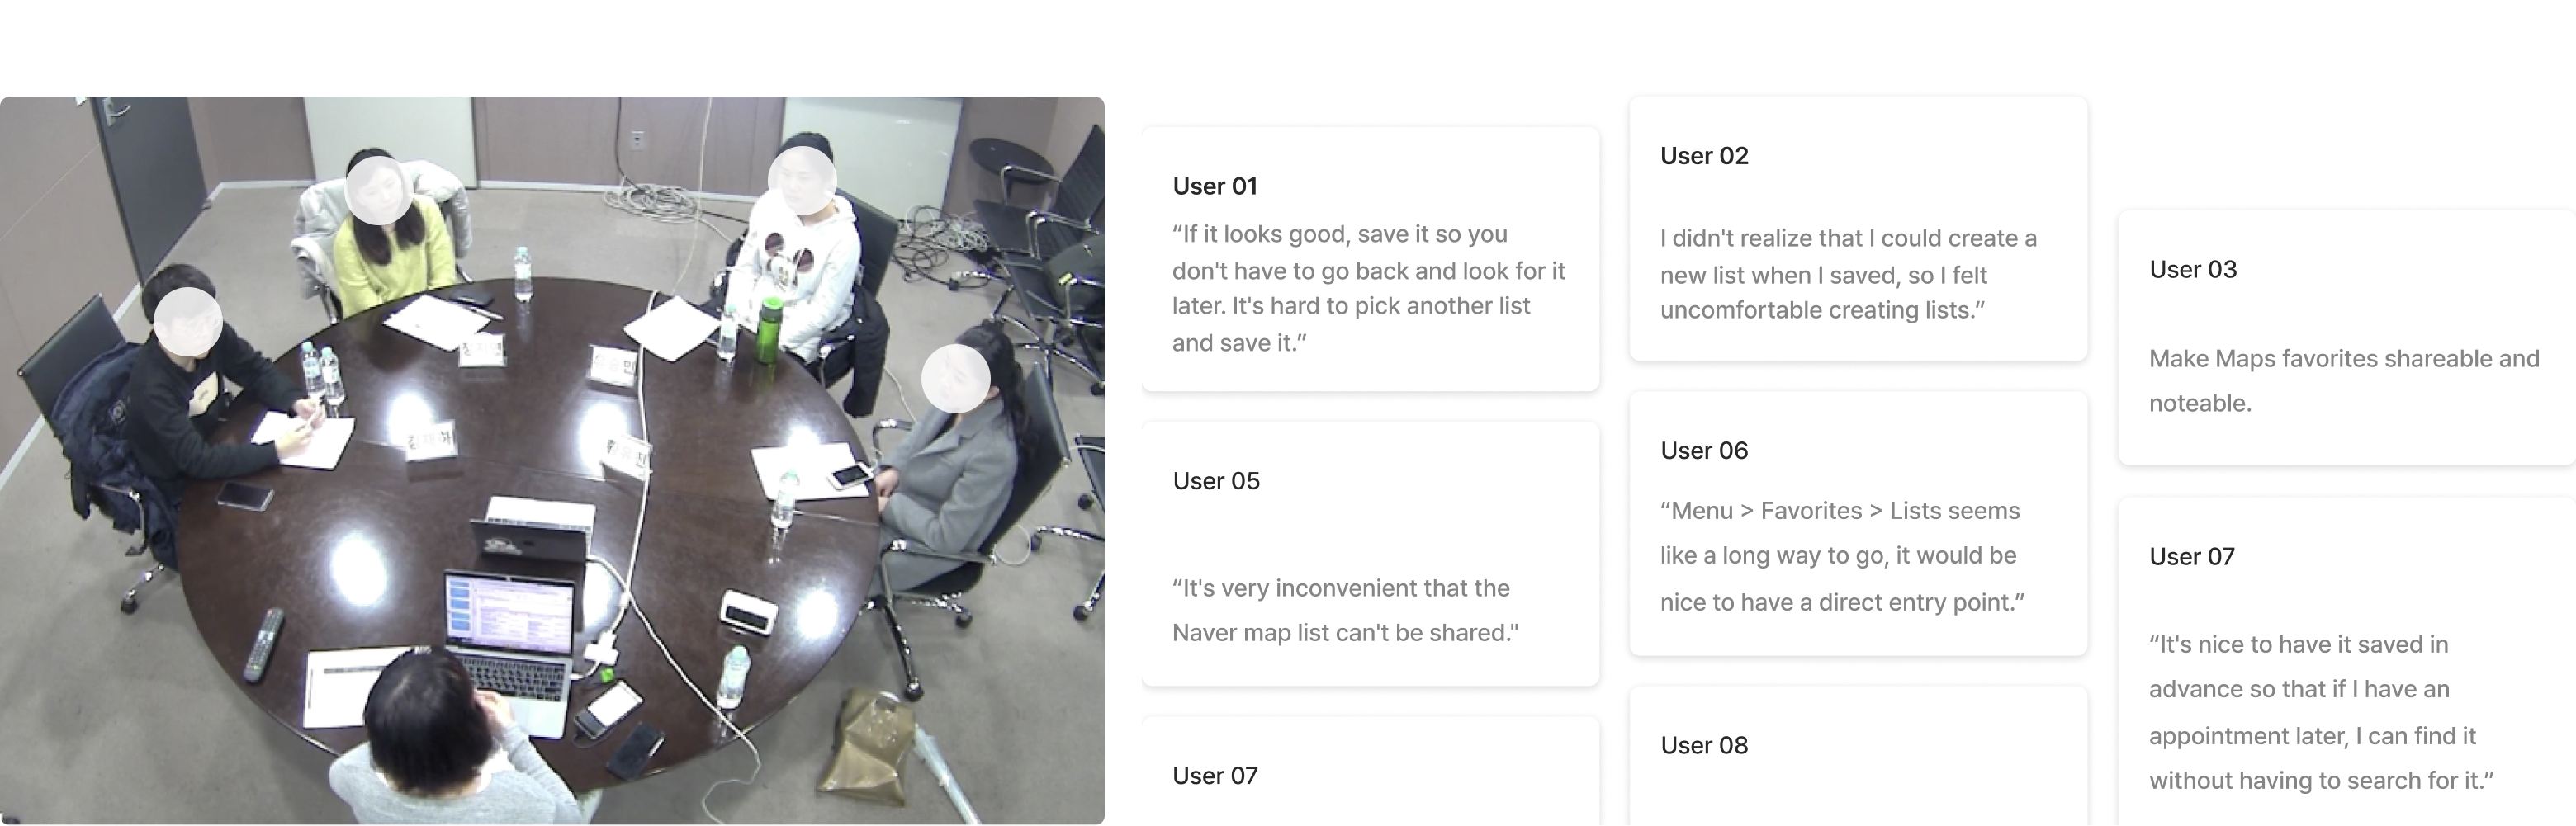 User 01
“If it looks good, save it so you
don't have to go back and look for it
later. It's hard to pick another list
and save it.”
User 05
“It's very inconvenient that the
Naver map list can't be shared."
User 07
User 02
I didn't realize that I could create a
new list when I saved, so I felt
uncomfortable creating lists.”
User 06
“Menu > Favorites > Lists seems
like a long way to go, it would be
nice to have a direct entry point.”
User 08
User 03
Make Maps favorites shareable and
noteable.
User 07
“It's nice to have it saved in
advance so that if I have an
appointment later, I can find it
without having to search for it.”